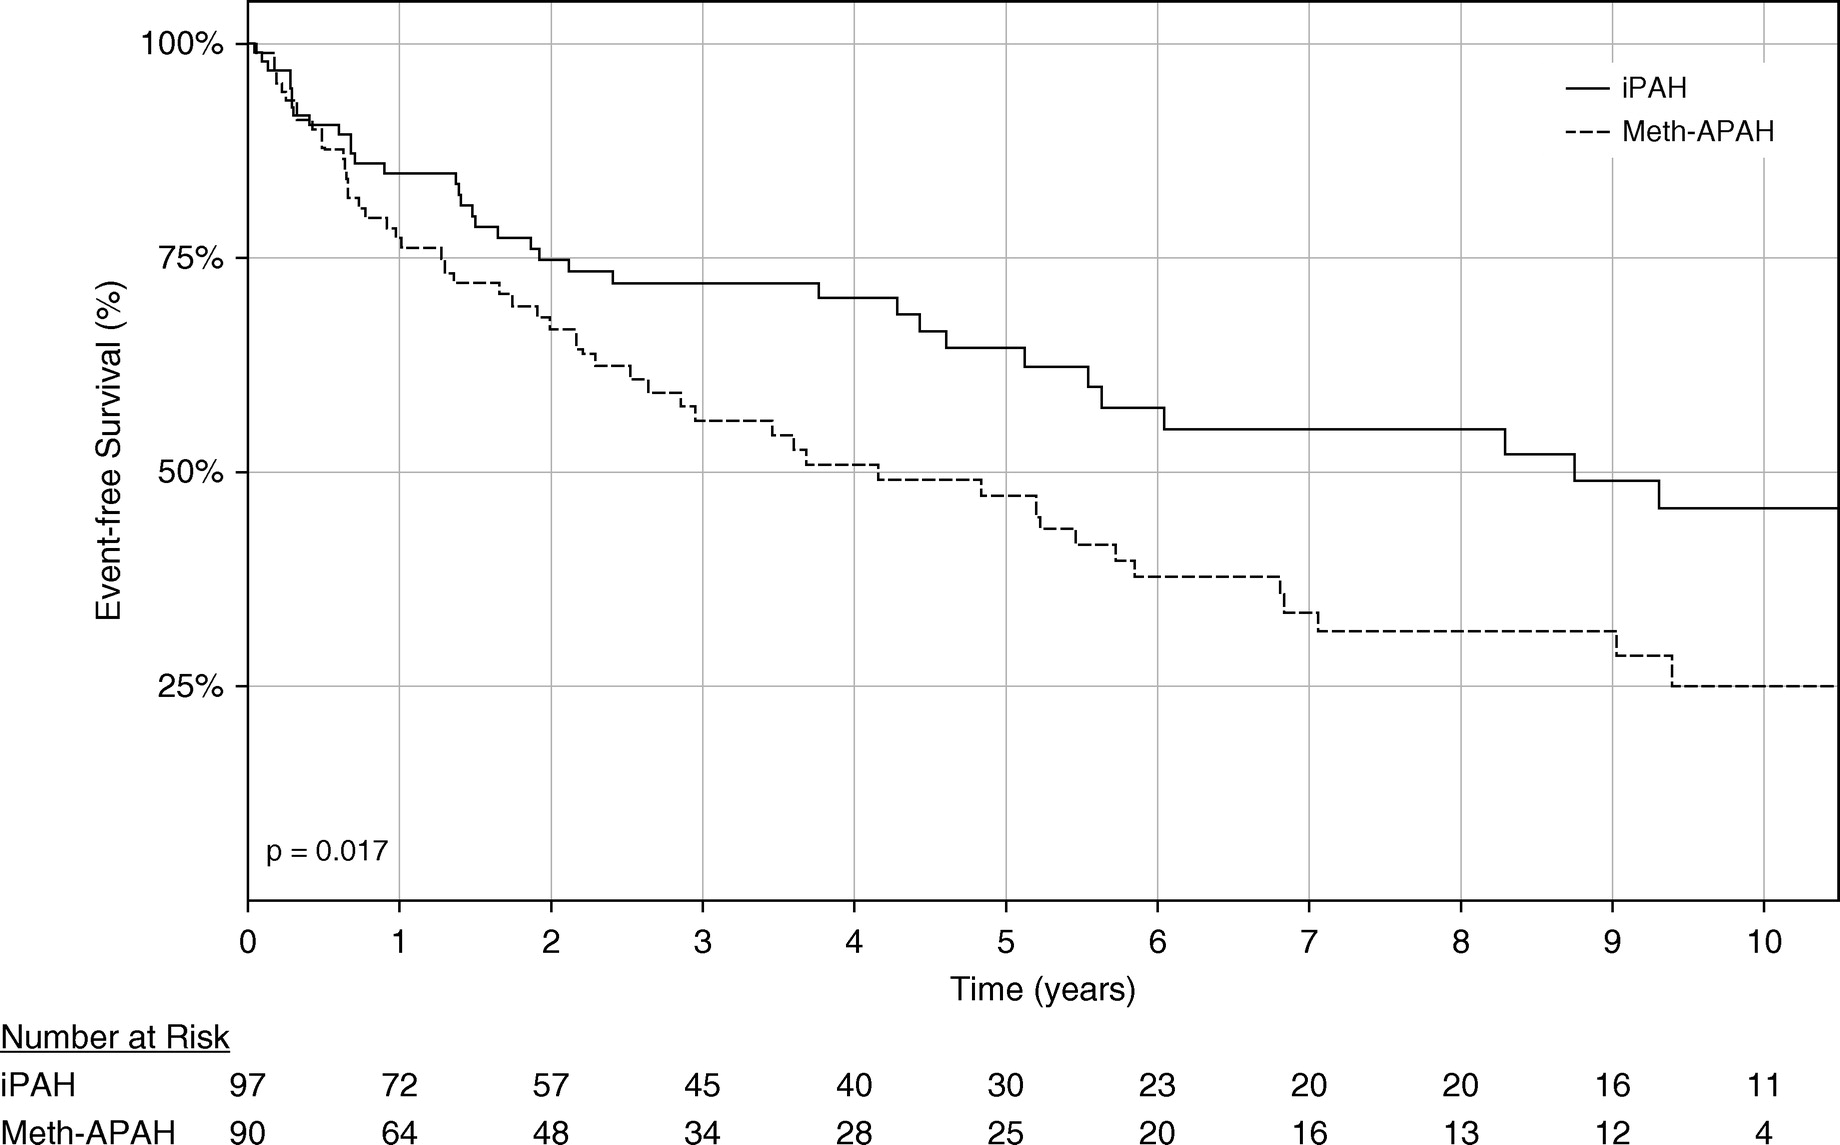 100%
75%
50%
25%
Event-free Survival (%)
iPAH
Meth-APAH
p = 0.017
0 1 2 3 4 5 6 7 8 9 10
Time (years)
Number at Risk
iPAH 97 72 57 45 40 30 23 20 20 16 11
Meth-APAH 90 64 48 34 28 25 20 16 13 12 4